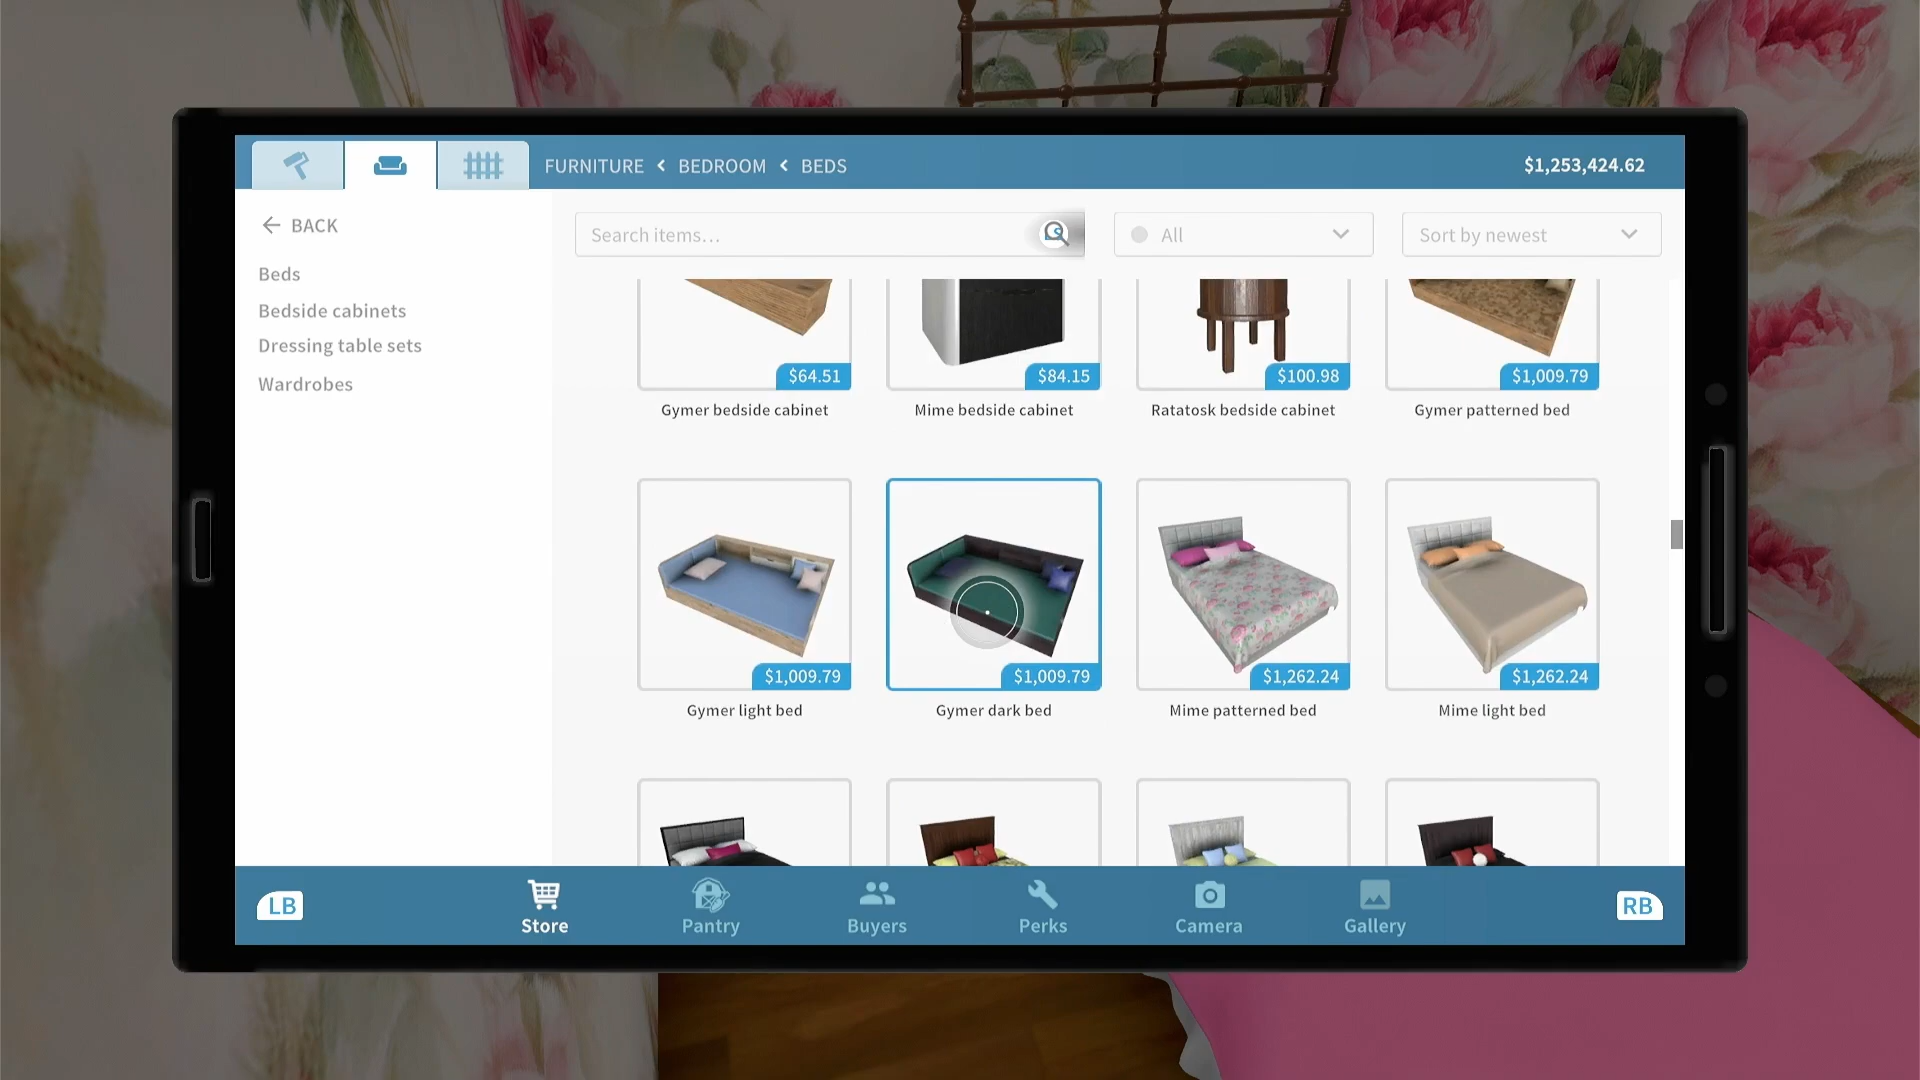 FURNITURE < BEDROOM < BEDS
$1,253,424.62
BACK
Search items...
All
Sort by newest
Beds
Bedside cabinets
Dressing table sets
Wardrobes
$64.51
$84.15
$100.98
$1,009.79
Gymer bedside cabinet
Mime bedside cabinet
Ratatosk bedside cabinet
Gymer patterned bed
$1,009.79
$1,009.79
$1,262.24
$1,262.24
Gymer light bed
Gymer dark bed
Mime patterned bed
Mime light bed
LB
Store
Pantry
Buyers
Perks
Camera
Gallery
RB